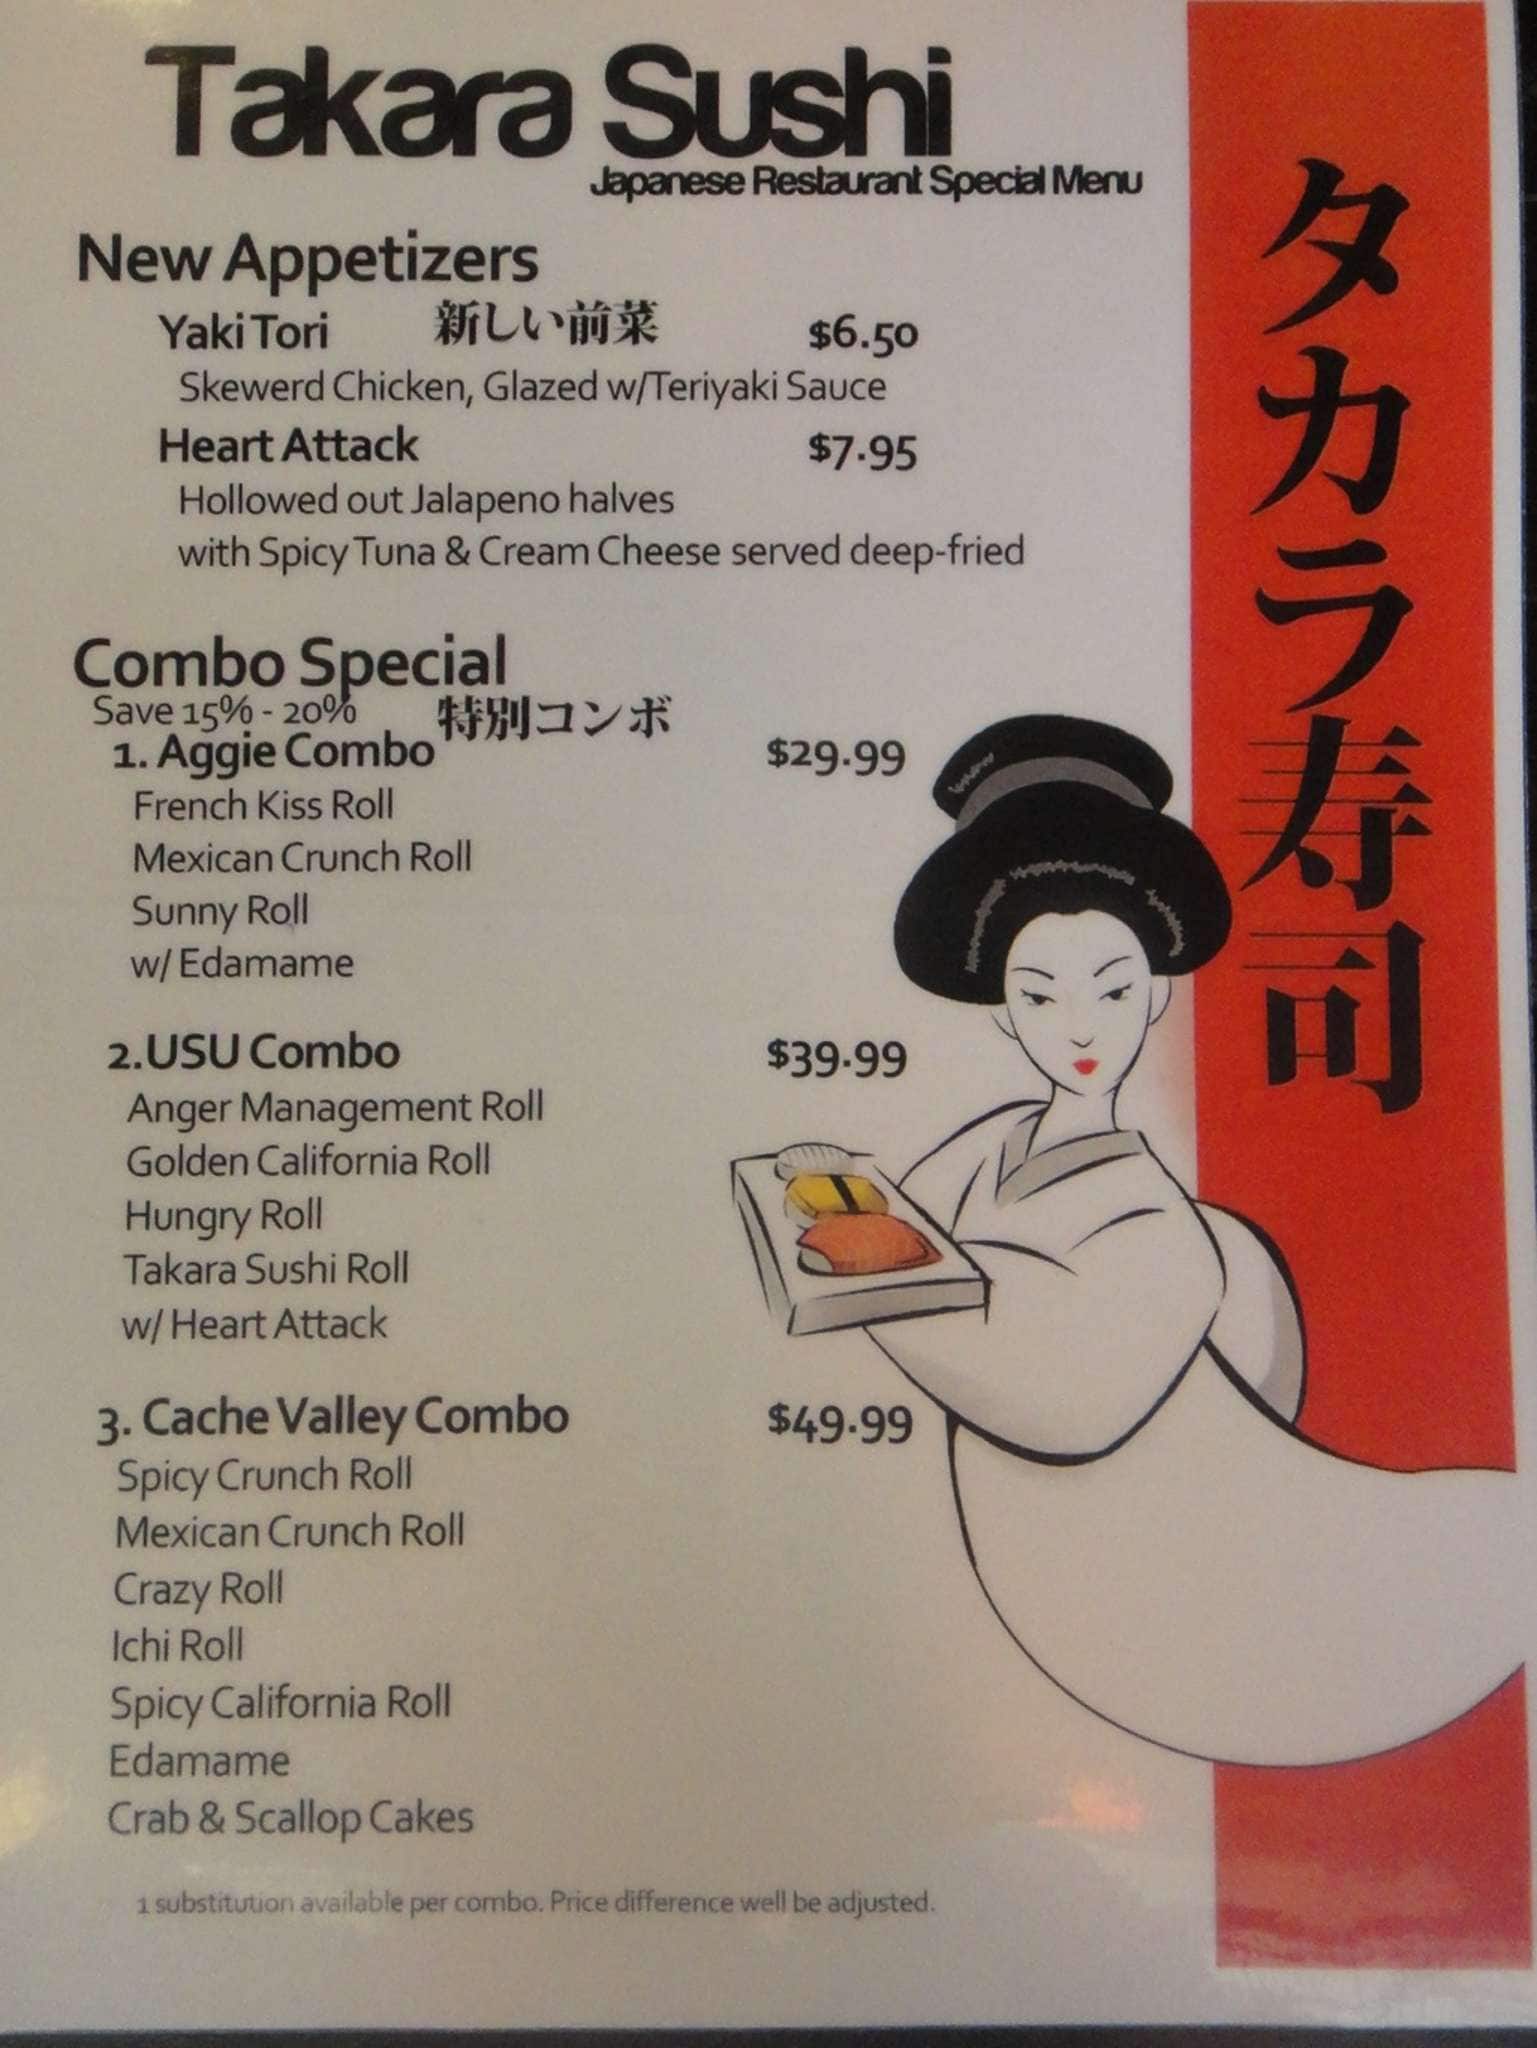 Takara Sushi
Japanese Restaurant Special Menu
タカラ寿司
New Appetizers
Yaki Tori 新しい前菜 $6.50
Skewerd Chicken, Glazed w/Teriyaki Sauce
Heart Attack $7.95
Hollowed out Jalapeno halves
with Spicy Tuna & Cream Cheese served deep-fried
Combo Special
Save 15% - 20% 特別コンボ
1. Aggie Combo $29.99
French Kiss Roll
Mexican Crunch Roll
Sunny Roll
w/ Edamame
2.USU Combo $39.99
Anger Management Roll
Golden California Roll
Hungry Roll
Takara Sushi Roll
w/ Heart Attack
3. Cache Valley Combo $49.99
Spicy Crunch Roll
Mexican Crunch Roll
Crazy Roll
Ichi Roll
Spicy California Roll
Edamame
Crab & Scallop Cakes
1 substitution available per combo. Price difference well be adjusted.